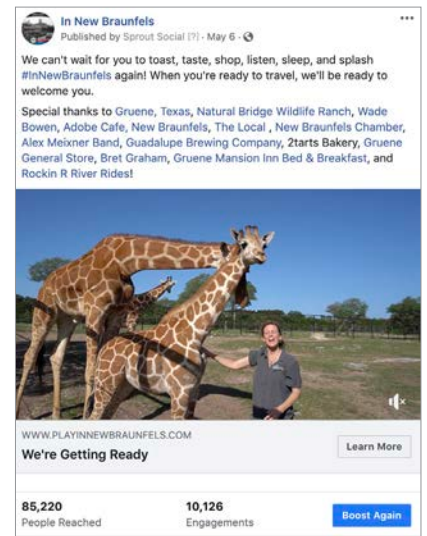 In New Braunfels
Published by Sprout Social [?] · May 6 ·
We can't wait for you to toast, taste, shop, listen, sleep, and splash
#InNewBraunfels again! When you're ready to travel, we'll be ready to
welcome you.
Special thanks to Gruene, Texas, Natural Bridge Wildlife Ranch, Wade
Bowen, Adobe Cafe, New Braunfels, The Local , New Braunfels Chamber,
Alex Meixner Band, Guadalupe Brewing Company, 2tarts Bakery, Gruene
General Store, Bret Graham, Gruene Mansion Inn Bed & Breakfast, and
Rockin R River Rides!
WWW.PLAYINNEWBRAUNFELS.COM
We're Getting Ready
Learn More
85,220
People Reached
10,126
Engagements
Boost Again